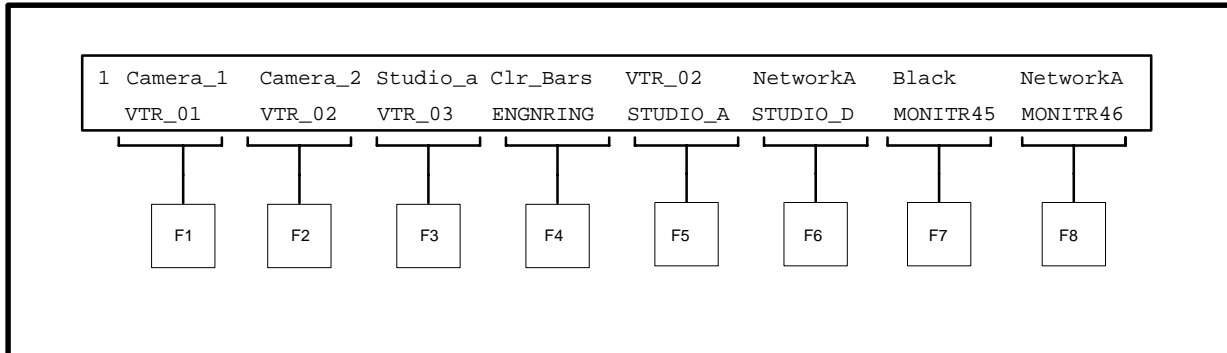 1 Camera_1 Camera_2 Studio_a Clr_Bars VTR_02 NetworkA Black NetworkA
VTR_01 VTR_02 VTR_03 ENGNRING STUDIO_A STUDIO_D MONITR45 MONITR46
F1 F2 F3 F4 F5 F6 F7 F8